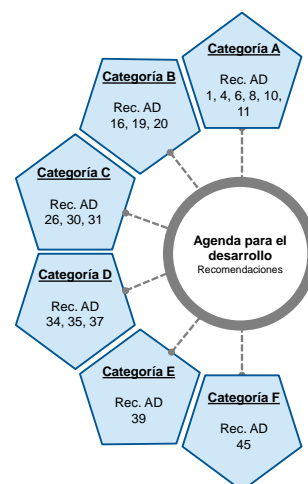 Categoría A
Rec. AD
1, 4, 6, 8, 10,
11
Categoría B
Rec. AD
16, 19, 20
Categoría C
Rec. AD
26, 30, 31
Agenda para el
desarrollo
Recomendaciones
Categoría D
Rec. AD
34, 35, 37
Categoría E
Rec. AD
39
Categoría F
Rec. AD
45